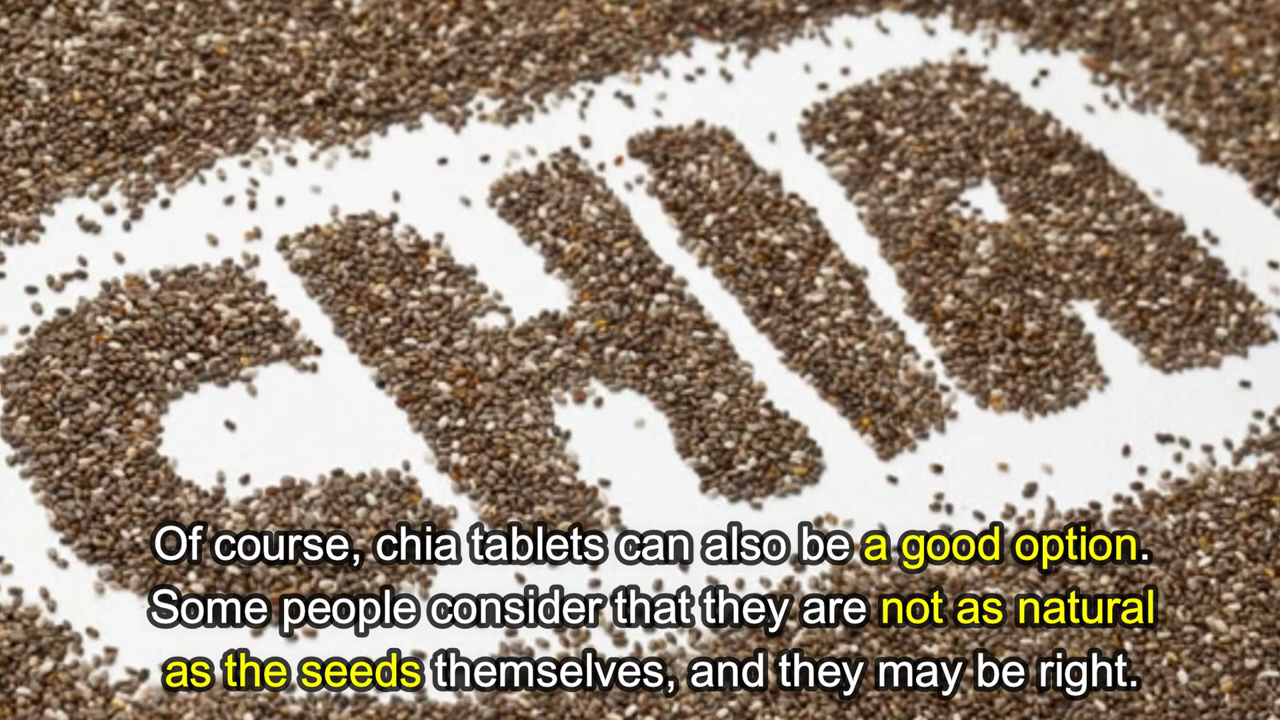 CHIA
Of course, chia tablets can also be a good option.
Some people consider that they are not as natural
as the seeds themselves, and they may be right.